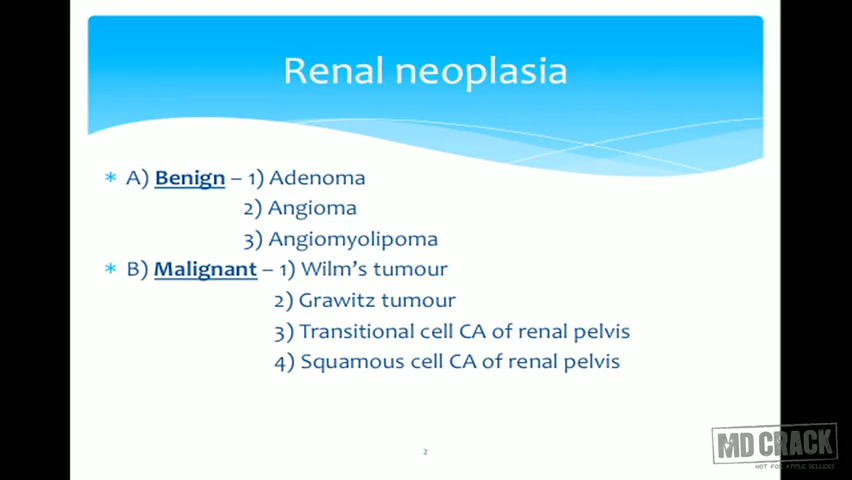 Renal neoplasia
* A) Benign – 1) Adenoma
2) Angioma
3) Angiomyolipoma
* B) Malignant – 1) Wilm's tumour
2) Grawitz tumour
3) Transitional cell CA of renal pelvis
4) Squamous cell CA of renal pelvis
2
MD CRACK
NOT FOR APPLE SELLERS